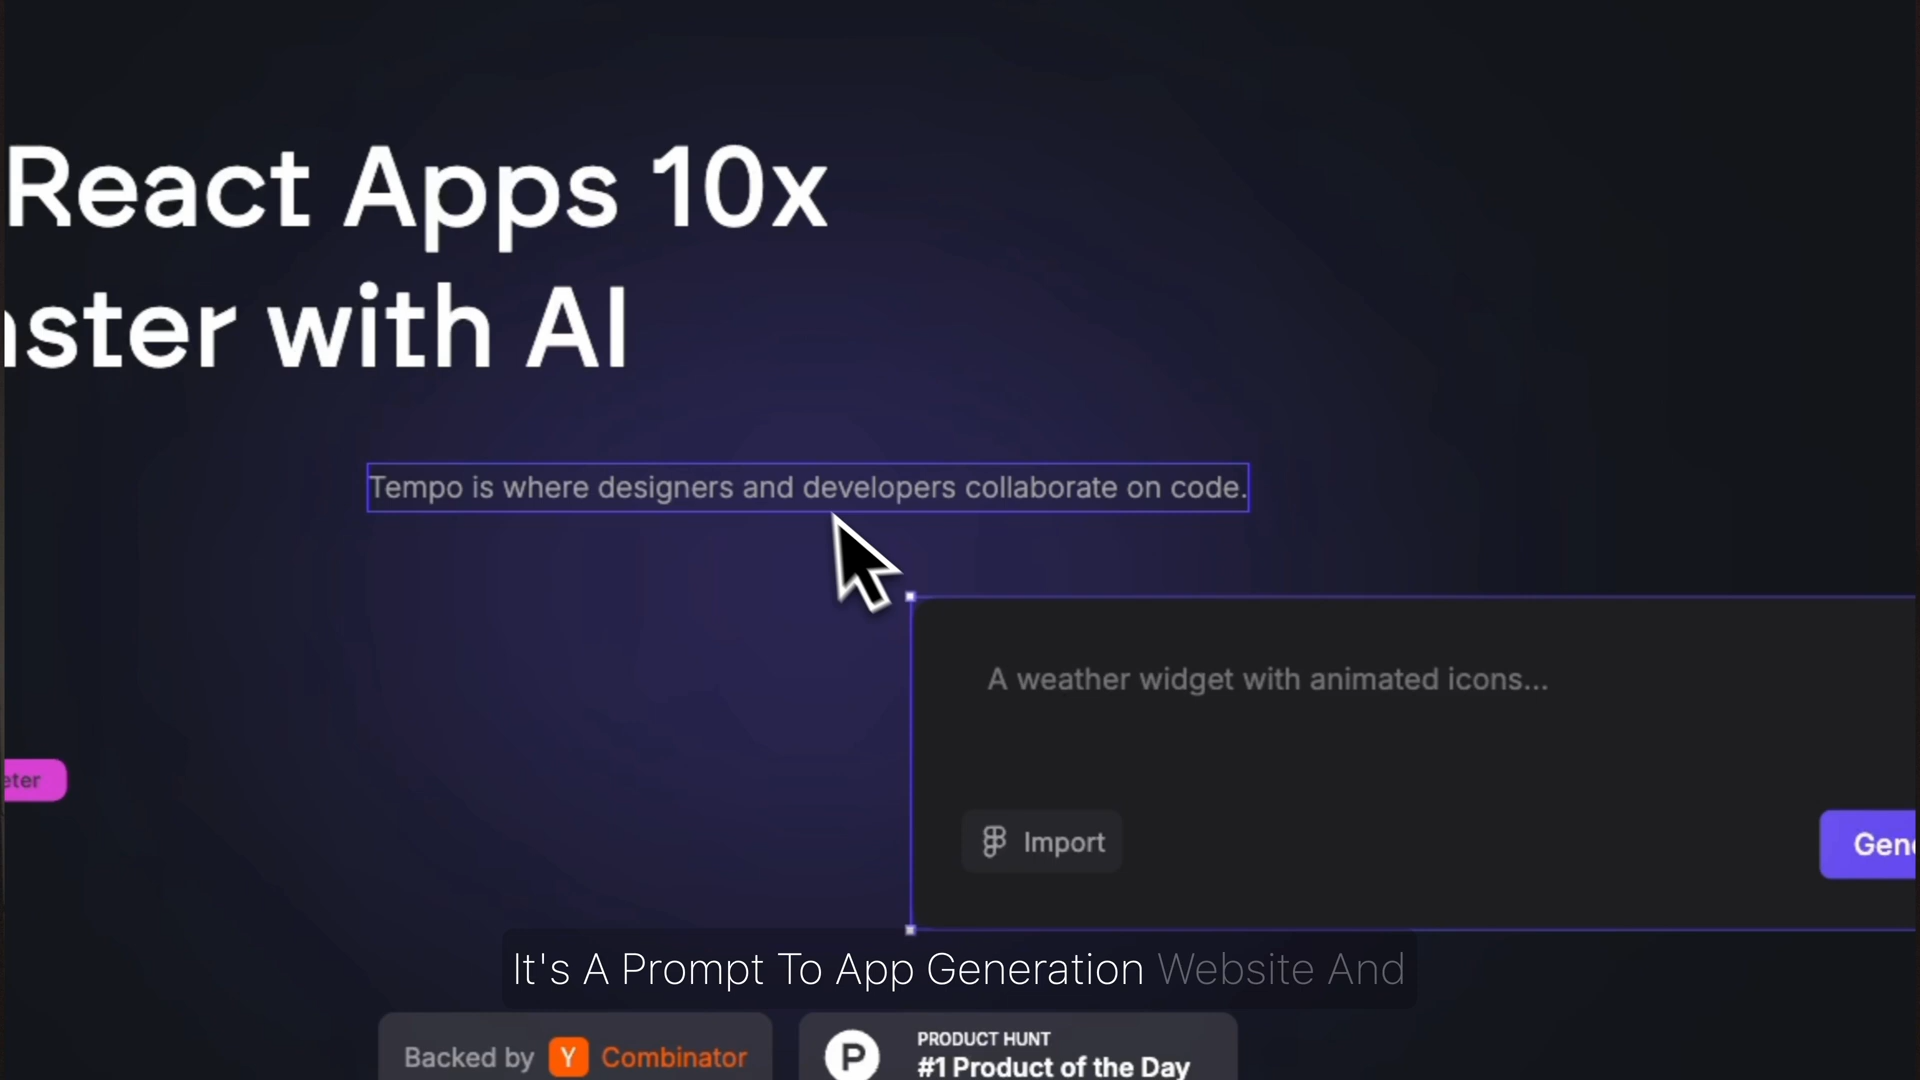 React Apps 10x
aster with AI
Tempo is where designers and developers collaborate on code.
A weather widget with animated icons...
eter
Import
Gen
It's A Prompt To App Generation Website And
Backed by Y Combinator
P PRODUCT HUNT
#1 Product of the Day